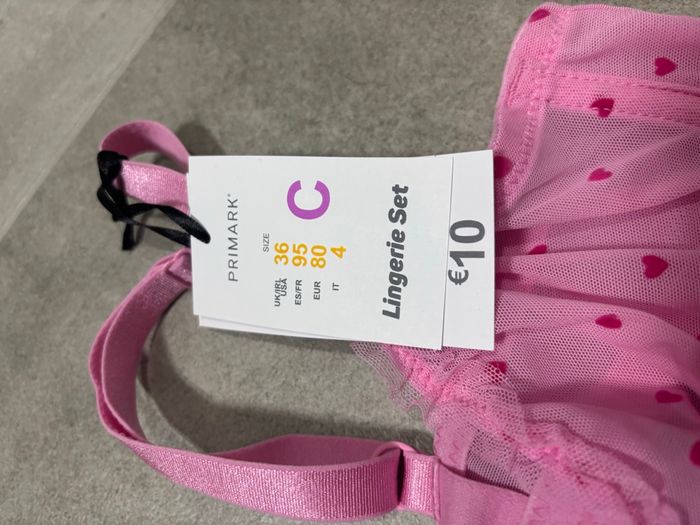 PRIMARK®
SIZE
UK/IRL
USA 36
ES/FR 95
EUR 80
IT 4
C
Lingerie Set
€10